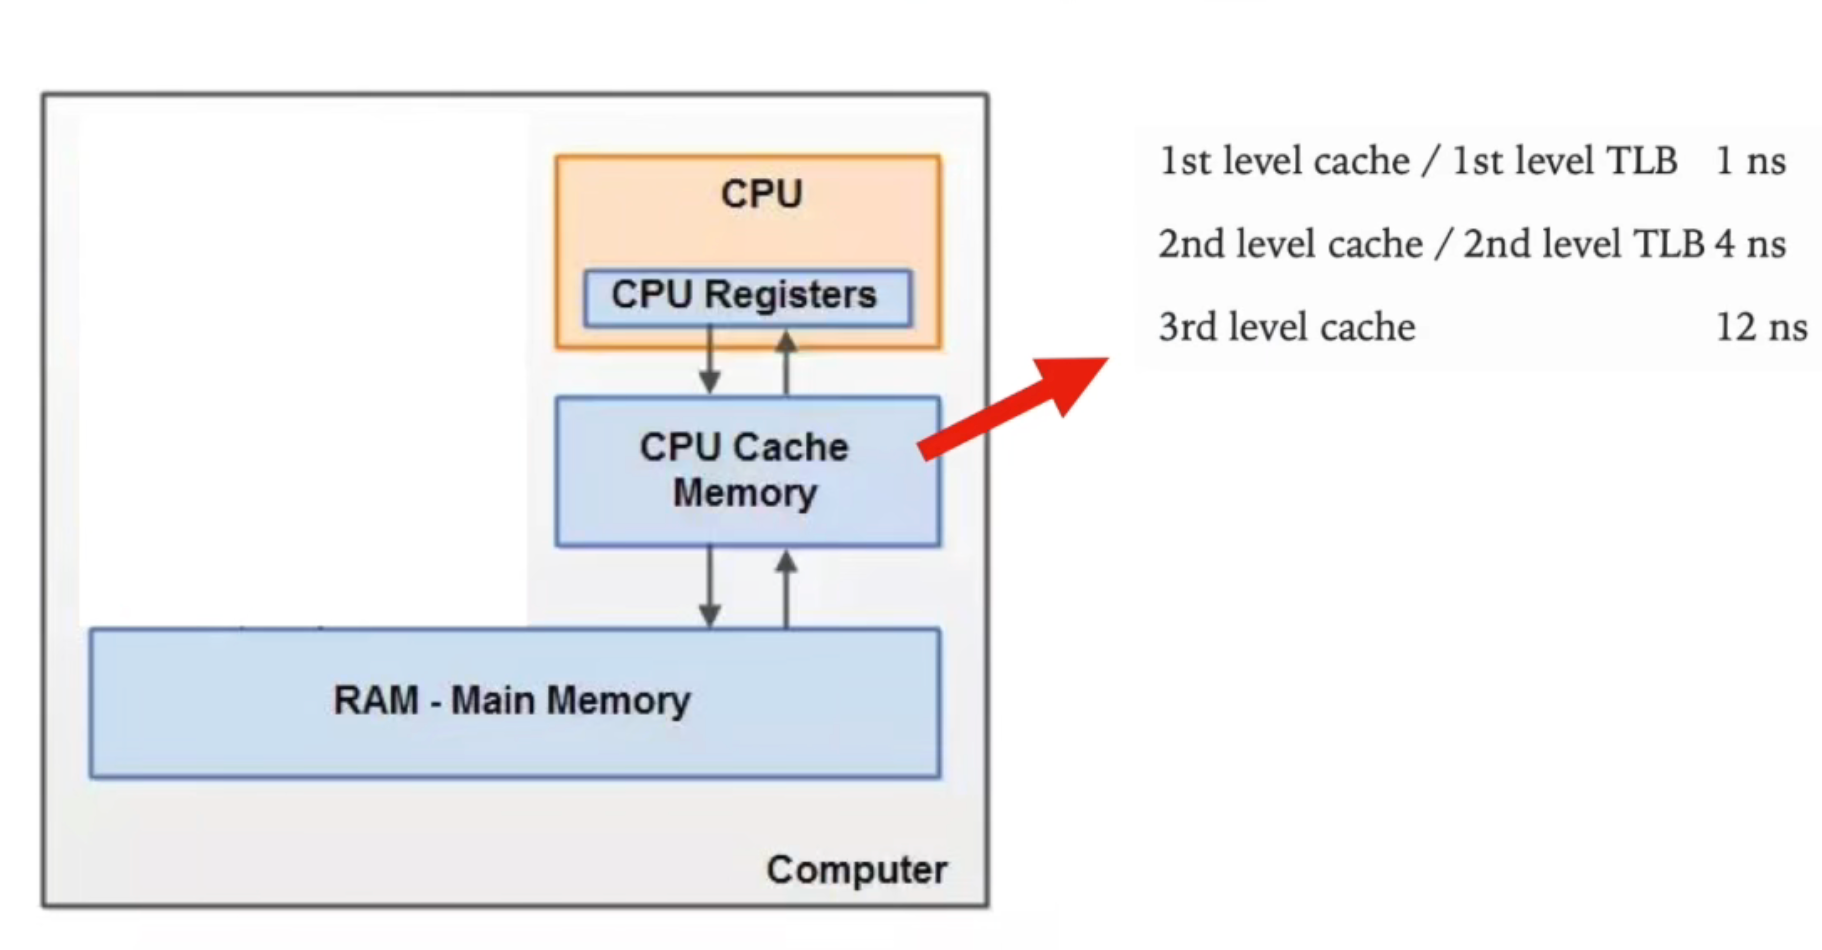 CPU
CPU Registers
CPU Cache
Memory
RAM - Main Memory
Computer
1st level cache / 1st level TLB 1 ns
2nd level cache / 2nd level TLB 4 ns
3rd level cache 12 ns